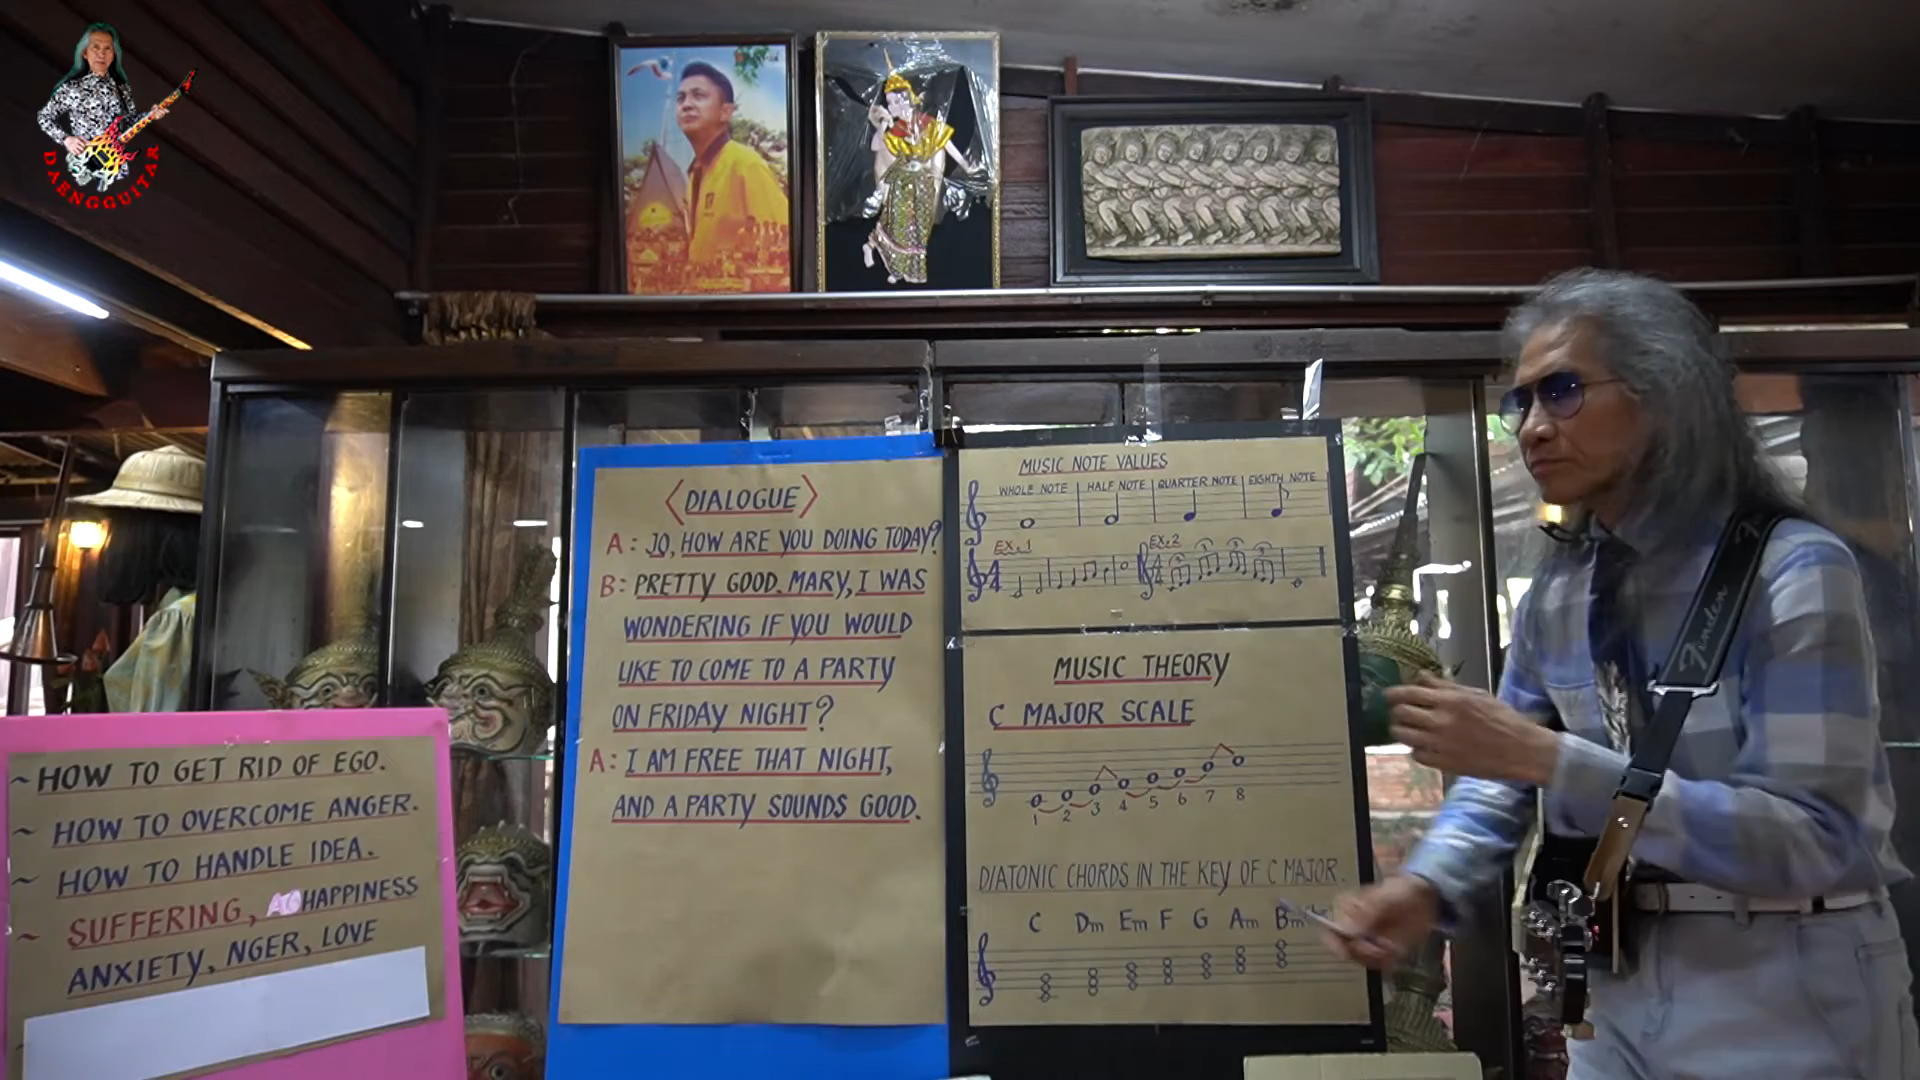 DAENGGUITAR
~ HOW TO GET RID OF EGO.
~ HOW TO OVERCOME ANGER.
~ HOW TO HANDLE IDEA.
~ SUFFERING, HAPPINESS
ANXIETY, NGER, LOVE
<DIALOGUE>
A: JO, HOW ARE YOU DOING TODAY?
B: PRETTY GOOD. MARY, I WAS
WONDERING IF YOU WOULD
LIKE TO COME TO A PARTY
ON FRIDAY NIGHT?
A: I AM FREE THAT NIGHT,
AND A PARTY SOUNDS GOOD.
MUSIC NOTE VALUES
WHOLE NOTE HALF NOTE QUARTER NOTE EIGHTH NOTE
EX.1 EX.2
4 4
4 4
MUSIC THEORY
C MAJOR SCALE
1 2 3 4 5 6 7 8
DIATONIC CHORDS IN THE KEY OF C MAJOR.
C Dm Em F G Am
Fender